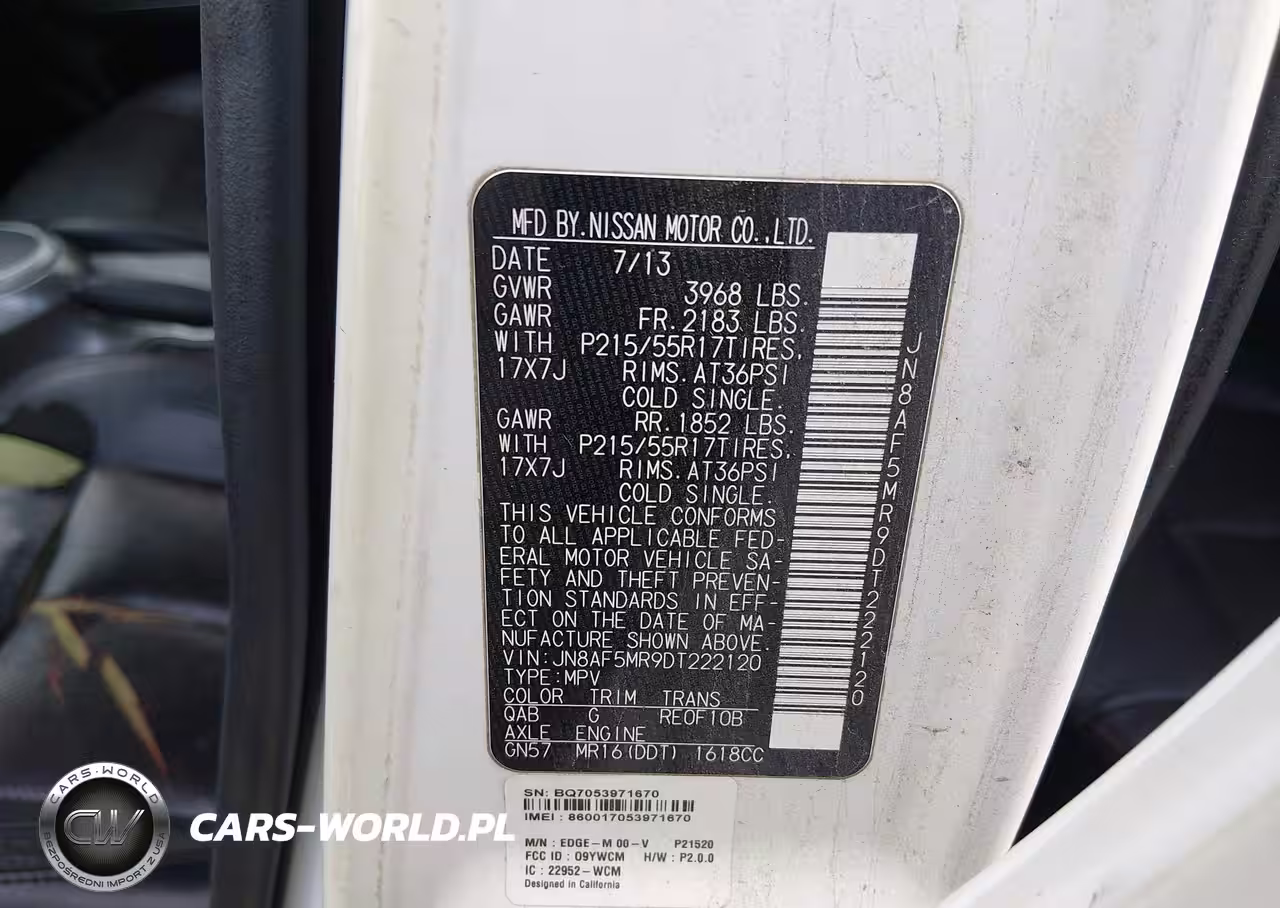 MFD BY. NISSAN MOTOR CO.,LTD.
DATE 7/13
GVWR 3968 LBS.
GAWR FR. 2183 LBS.
WITH P215/55R17TIRES.
17X7J RIMS. AT36PSI
COLD SINGLE.
GAWR RR. 1852 LBS.
WITH P215/55R17TIRES.
17X7J RIMS. AT36PSI
COLD SINGLE.
THIS VEHICLE CONFORMS
TO ALL APPLICABLE FED-
ERAL MOTOR VEHICLE SA-
FETY AND THEFT PREVEN-
TION STANDARDS IN EFF-
ECT ON THE DATE OF MA-
NUFACTURE SHOWN ABOVE.
VIN:JN8AF5MR9DT222120
TYPE:MPV
COLOR TRIM TRANS
QAB G RE0F10B
AXLE ENGINE
GN57 MR16(DDT) 1618CC
JN8AF5MR9DT222120
SN: BQ7053971670
IMEI : 860017053971670
M/N : EDGE-M 00-V P21520
FCC ID : O9YWCM H/W : P2.0.0
IC : 22952-WCM
Designed in California
CARS-WORLD
CW
BEZPOŚREDNI IMPORT Z USA
CARS-WORLD.PL